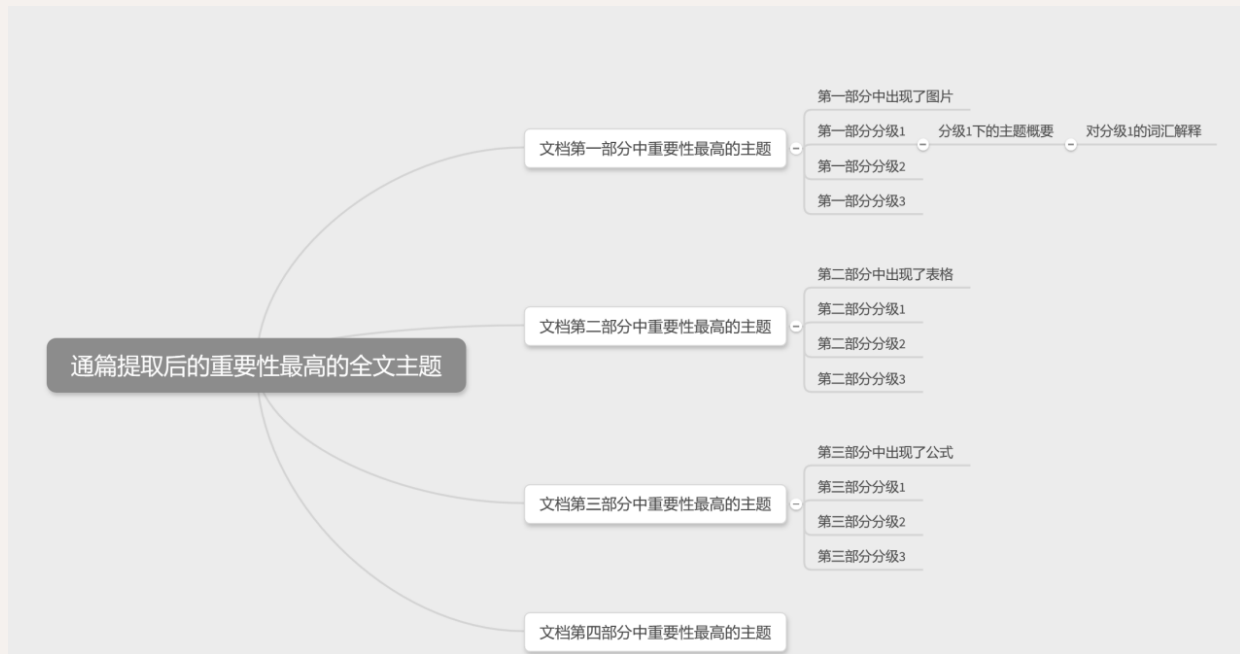 第一部分中出现了图片
文档第一部分中重要性最高的主题
第一部分分级1
分级1下的主题概要
对分级1的词汇解释
第一部分分级2
第一部分分级3
第二部分中出现了表格
文档第二部分中重要性最高的主题
第二部分分级1
第二部分分级2
第二部分分级3
通篇提取后的重要性最高的全文主题
第三部分中出现了公式
文档第三部分中重要性最高的主题
第三部分分级1
第三部分分级2
第三部分分级3
文档第四部分中重要性最高的主题